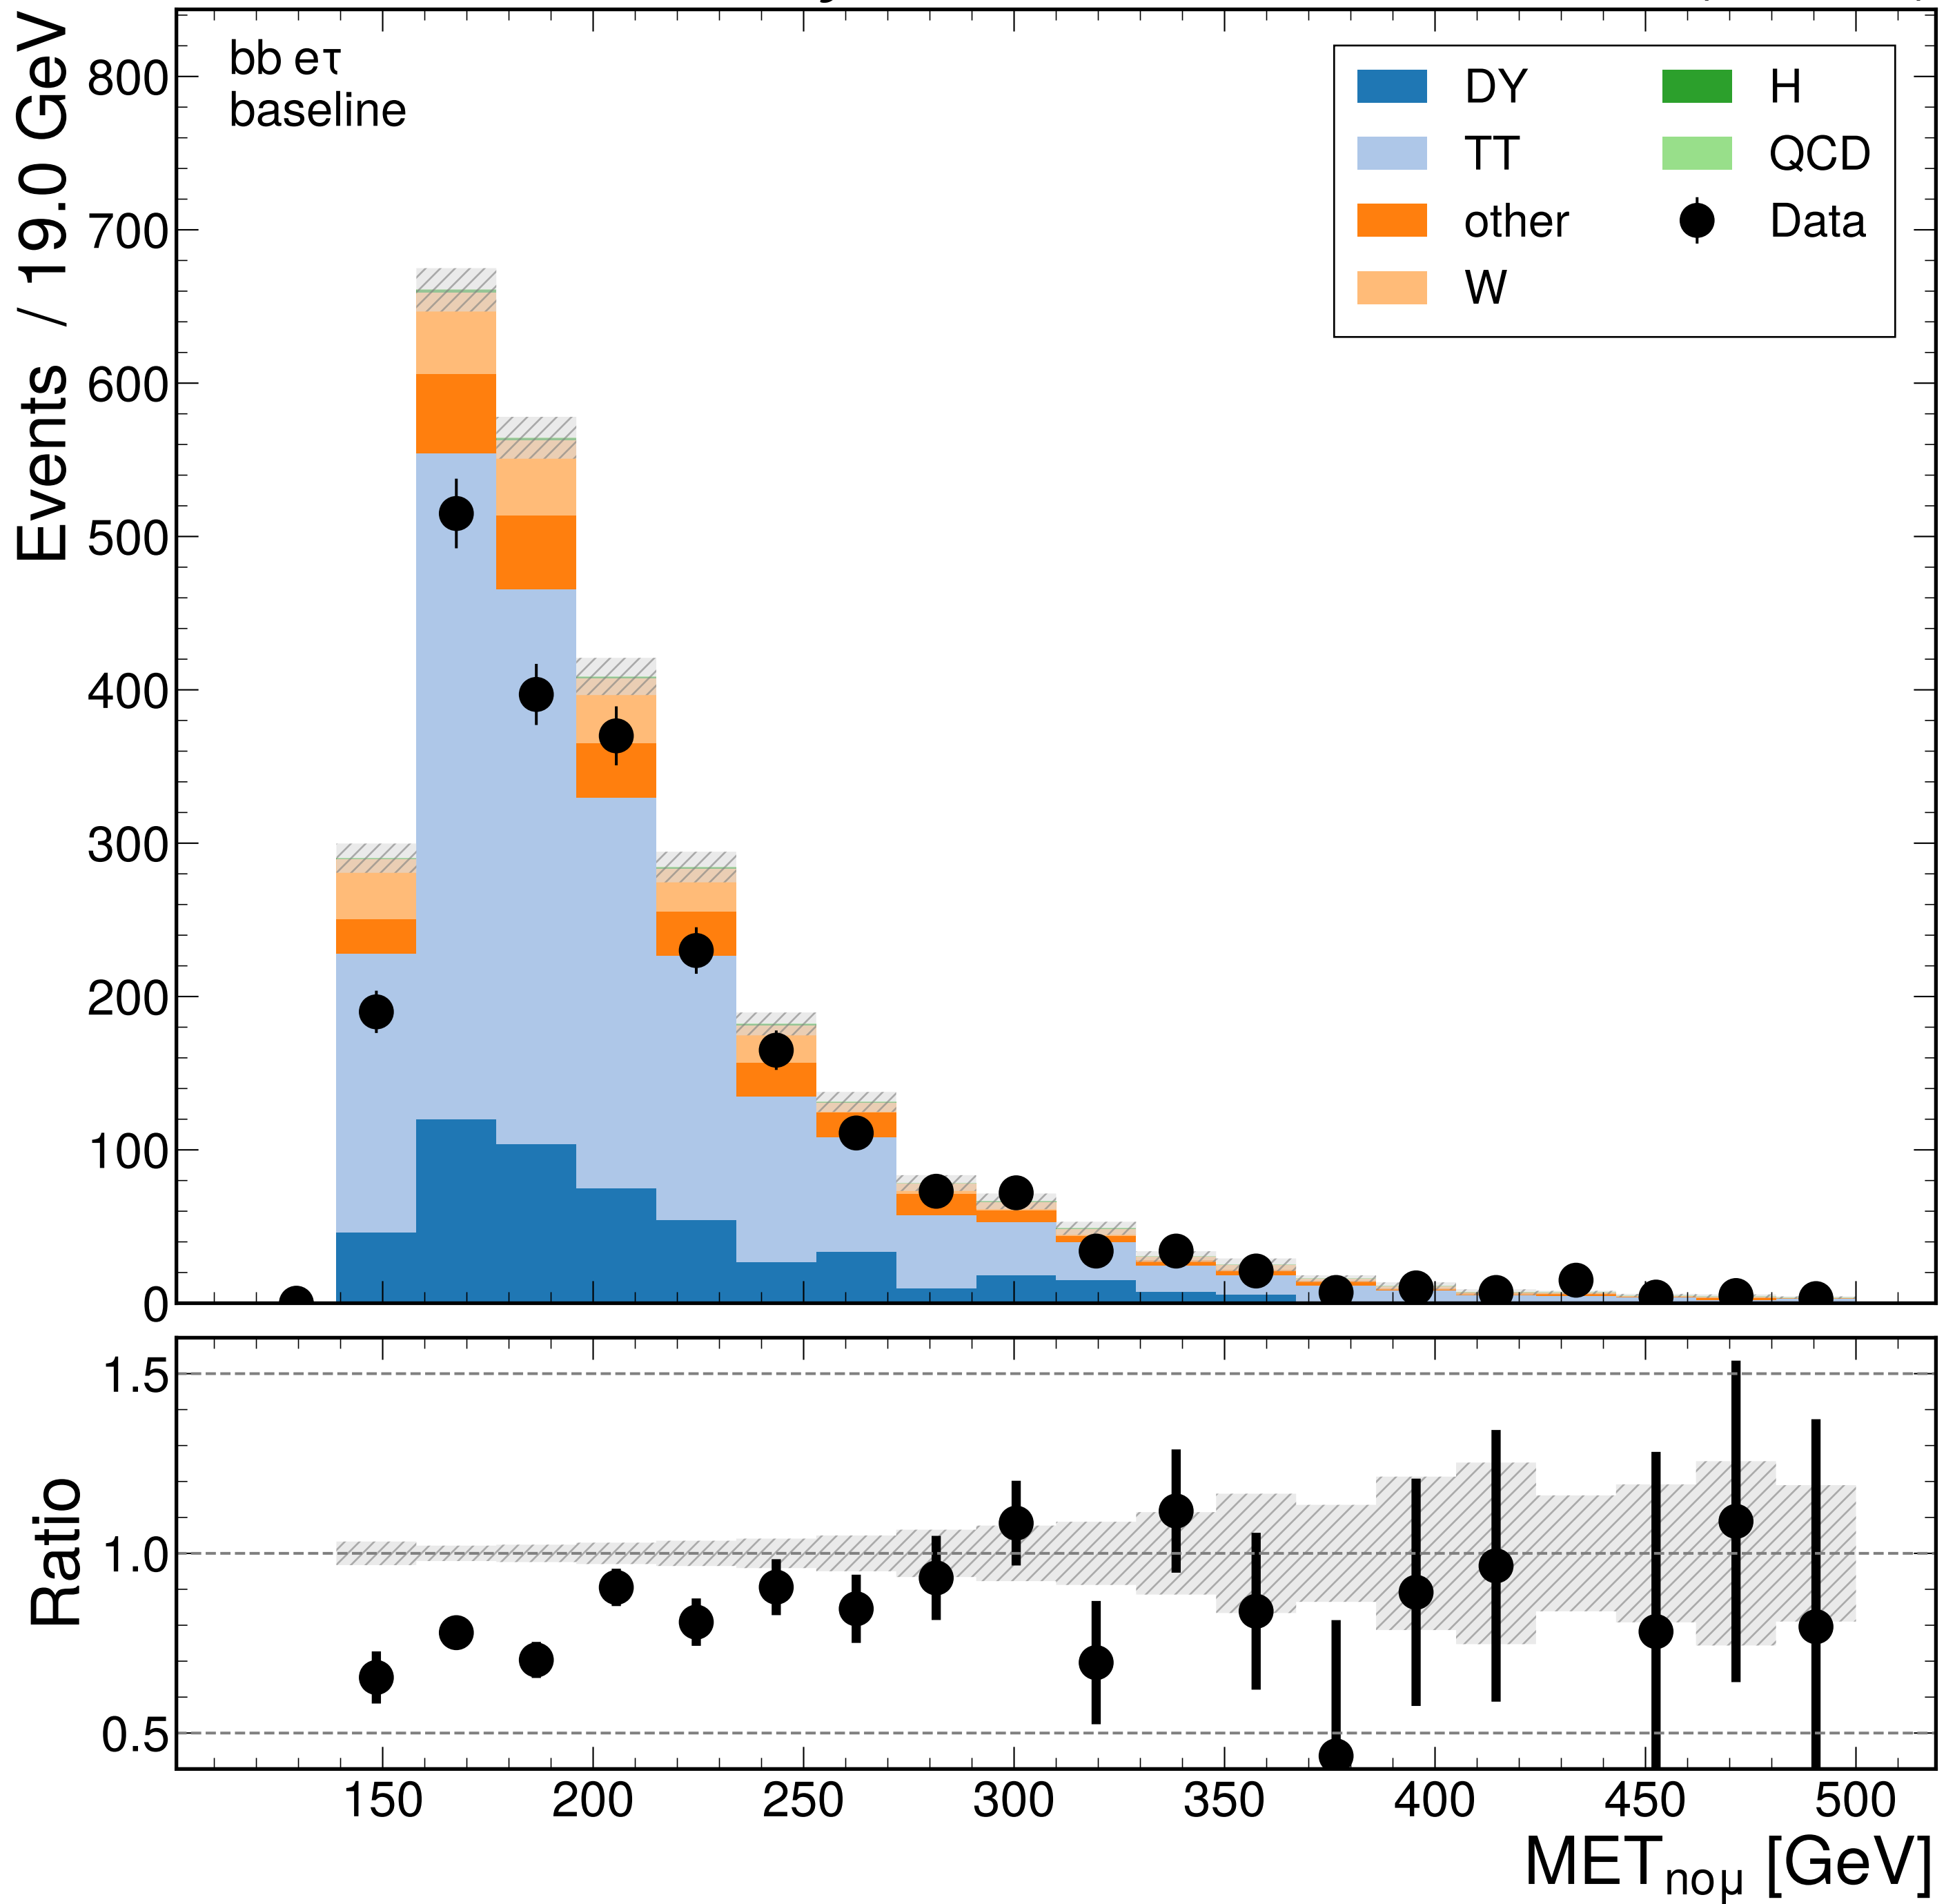 Events / 19.0 GeV
bb eτ
baseline
DY
TT
other
W
H
QCD
Data
800
700
600
500
400
300
200
100
0
Ratio
1.5
1.0
0.5
150 200 250 300 350 400 450 500
MET_noμ [GeV]